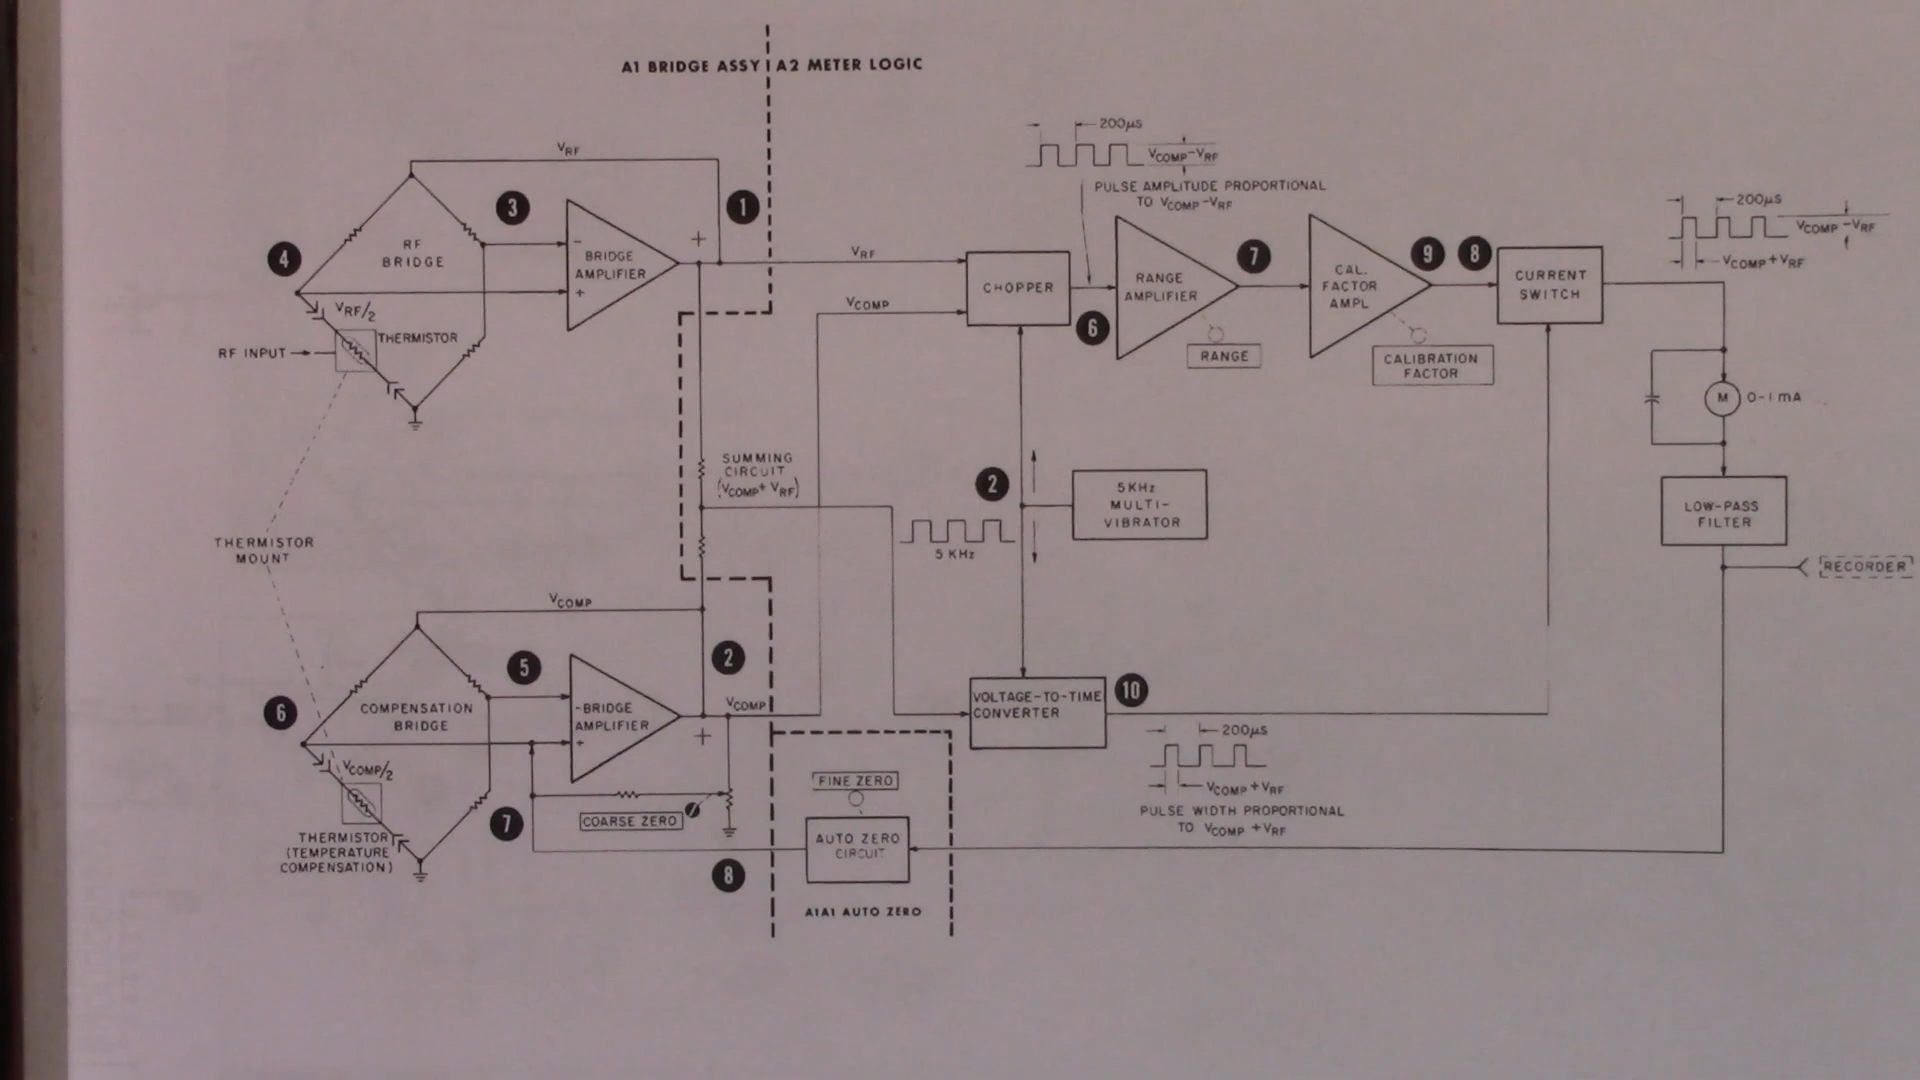 A1 BRIDGE ASSY
A2 METER LOGIC
VRF
3
1
4
RF
BRIDGE
-
BRIDGE
AMPLIFIER
+
+
VRF/2
THERMISTOR
RF INPUT
VRF
VCOMP
CHOPPER
200µS
VCOMP-VRF
PULSE AMPLITUDE PROPORTIONAL
TO VCOMP-VRF
6
RANGE
AMPLIFIER
RANGE
7
CAL.
FACTOR
AMPL
CALIBRATION
FACTOR
9
8
CURRENT
SWITCH
200µS
VCOMP-VRF
VCOMP+VRF
M
0-1mA
LOW-PASS
FILTER
RECORDER
SUMMING
CIRCUIT
(VCOMP+VRF)
2
5KHz
MULTI-
VIBRATOR
5 KHz
THERMISTOR
MOUNT
VCOMP
5
2
6
COMPENSATION
BRIDGE
-BRIDGE
AMPLIFIER
+
+
VCOMP
VCOMP/2
7
COARSE ZERO
THERMISTOR
(TEMPERATURE
COMPENSATION)
8
FINE ZERO
AUTO ZERO
CIRCUIT
A1A1 AUTO ZERO
VOLTAGE-TO-TIME
CONVERTER
10
200µS
VCOMP+VRF
PULSE WIDTH PROPORTIONAL
TO VCOMP+VRF